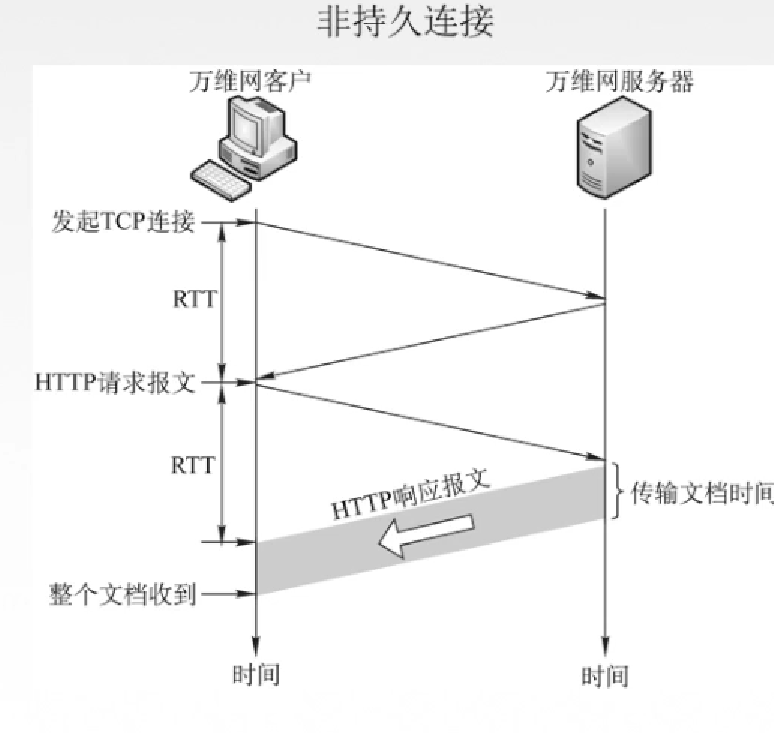 非持久连接
万维网客户
万维网服务器
发起TCP连接
RTT
HTTP请求报文
RTT
HTTP响应报文
传输文档时间
整个文档收到
时间
时间